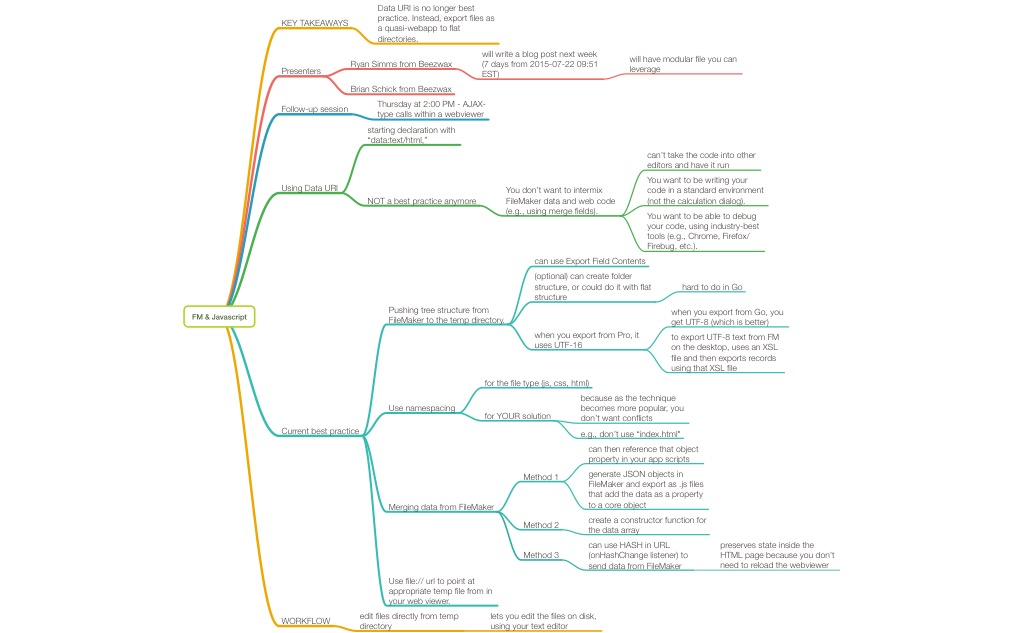 FM & Javascript
KEY TAKEAWAYS
Data URI is no longer best
practice. Instead, export files as
a quasi-webapp to flat
directories.
Presenters
Ryan Simms from Beezwax
will write a blog post next week
(7 days from 2015-07-22 09:51
EST)
will have modular file you can
leverage
Brian Schick from Beezwax
Follow-up session
Thursday at 2:00 PM - AJAX-
type calls within a webviewer
Using Data URI
starting declaration with
"data:text/html,"
NOT a best practice anymore
You don't want to intermix
FileMaker data and web code
(e.g., using merge fields).
can't take the code into other
editors and have it run
You want to be writing your
code in a standard environment
(not the calculation dialog).
You want to be able to debug
your code, using industry-best
tools (e.g., Chrome, Firefox/
Firebug, etc.).
Current best practice
Pushing tree structure from
FileMaker to the temp directory.
can use Export Field Contents
(optional) can create folder
structure, or could do it with flat
structure
hard to do in Go
when you export from Pro, it
uses UTF-16
when you export from Go, you
get UTF-8 (which is better)
to export UTF-8 text from FM
on the desktop, uses an XSL
file and then exports records
using that XSL file
Use namespacing
for the file type (js, css, html)
for YOUR solution
because as the technique
becomes more popular, you
don't want conflicts
e.g., don't use "index.html"
Merging data from FileMaker
Method 1
can then reference that object
property in your app scripts
generate JSON objects in
FileMaker and export as .js files
that add the data as a property
to a core object
Method 2
create a constructor function for
the data array
Method 3
can use HASH in URL
(onHashChange listener) to
send data from FileMaker
preserves state inside the
HTML page because you don't
need to reload the webviewer
Use file:// url to point at
appropriate temp file from in
your web viewer.
WORKFLOW
edit files directly from temp
directory
lets you edit the files on disk,
using your text editor